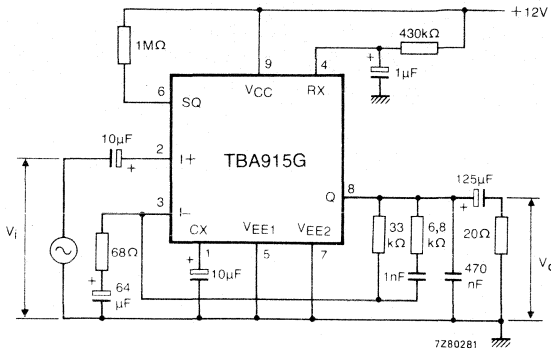 +12V
430kΩ
1MΩ
+
1μF
9
4
6
VCC
RX
SQ
10μF
+
2
I+
TBA915G
Q
8
125μF
+
3
I-
CX
VEE1
VEE2
33
kΩ
6,8
kΩ
20Ω
Vi
68Ω
+
1
10μF
5
7
1nF
470
nF
Vo
+
64
μF
7Z80281